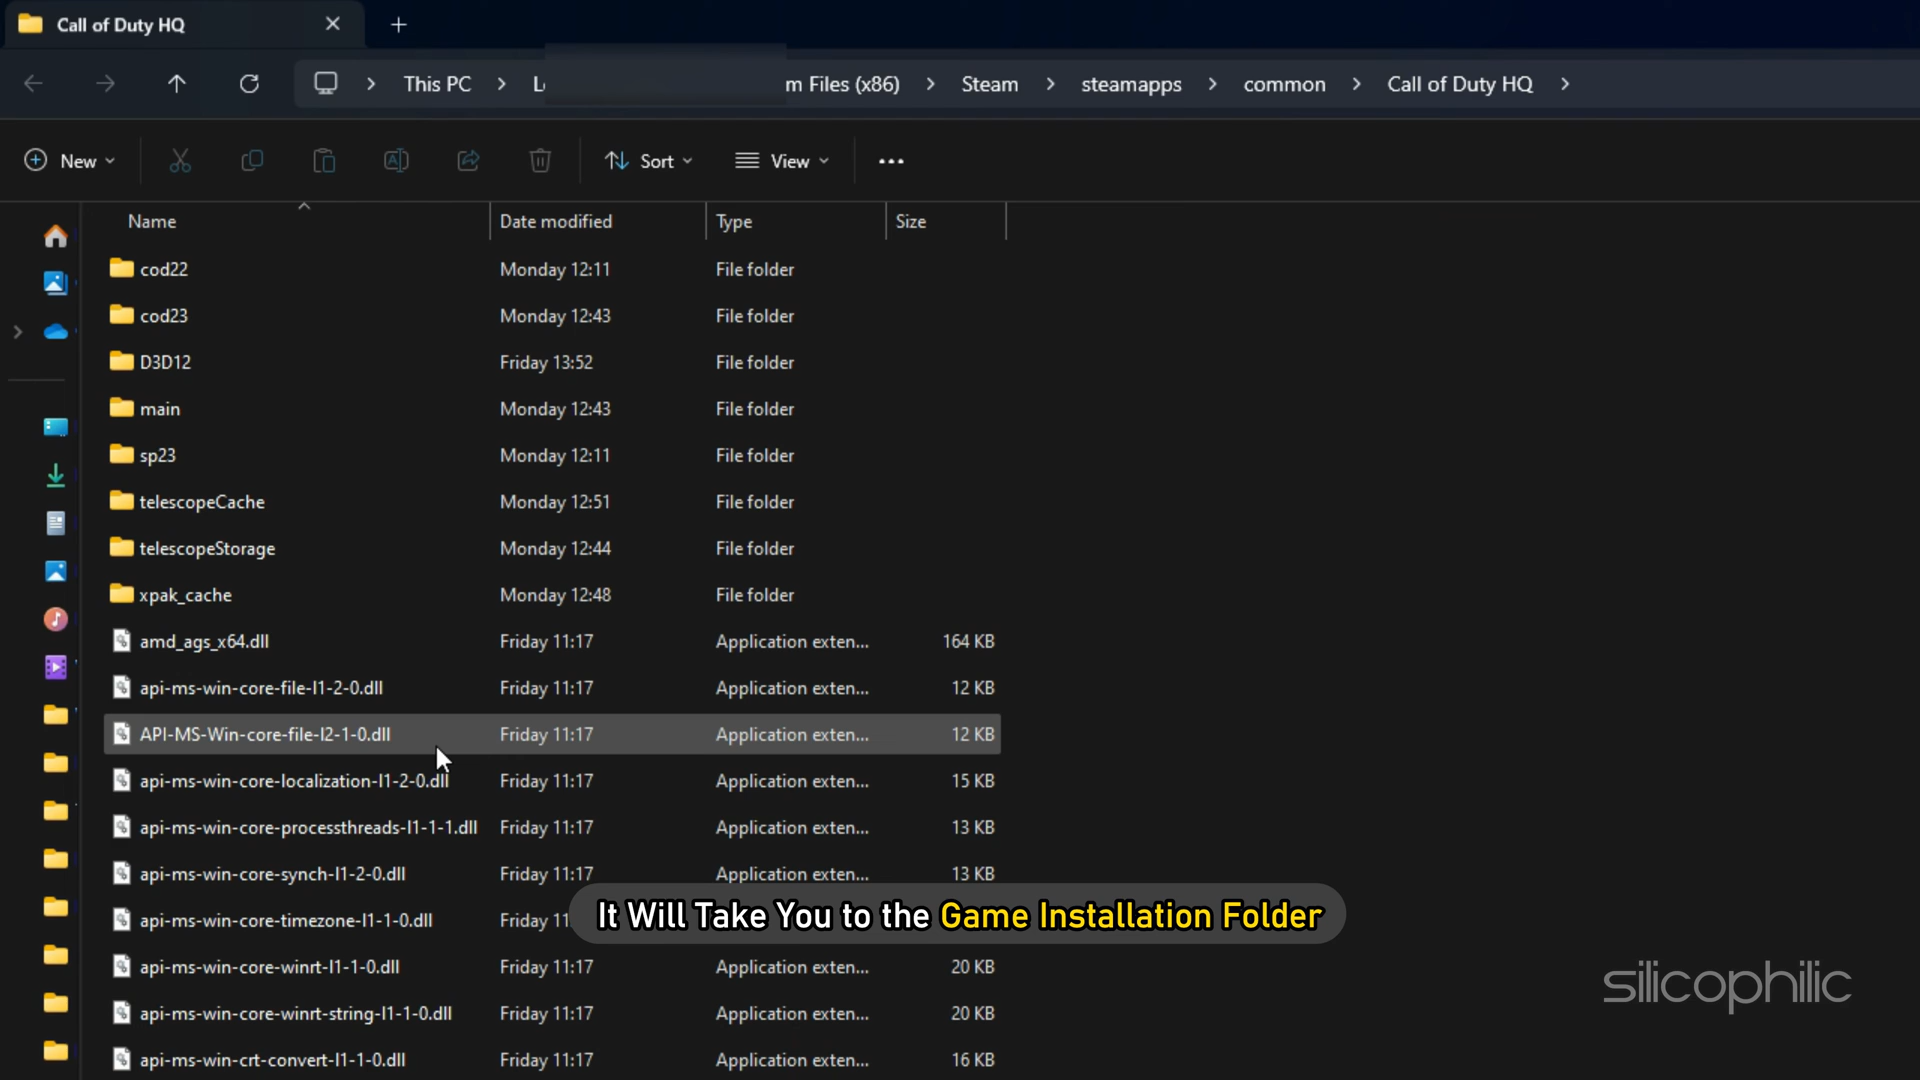 Call of Duty HQ
This PC > m Files (x86) > Steam > steamapps > common > Call of Duty HQ >
New Sort View
Name Date modified Type Size
cod22 Monday 12:11 File folder
cod23 Monday 12:43 File folder
D3D12 Friday 13:52 File folder
main Monday 12:43 File folder
sp23 Monday 12:11 File folder
telescopeCache Monday 12:51 File folder
telescopeStorage Monday 12:44 File folder
xpak_cache Monday 12:48 File folder
amd_ags_x64.dll Friday 11:17 Application exten... 164 KB
api-ms-win-core-file-l1-2-0.dll Friday 11:17 Application exten... 12 KB
API-MS-Win-core-file-l2-1-0.dll Friday 11:17 Application exten... 12 KB
api-ms-win-core-localization-l1-2-0.dll Friday 11:17 Application exten... 15 KB
api-ms-win-core-processthreads-l1-1-1.dll Friday 11:17 Application exten... 13 KB
api-ms-win-core-synch-l1-2-0.dll Friday 11:17 Application exten... 13 KB
api-ms-win-core-timezone-l1-1-0.dll
It Will Take You to the Game Installation Folder
api-ms-win-core-winrt-l1-1-0.dll Friday 11:17 Application exten... 20 KB
silicophilic
api-ms-win-core-winrt-string-l1-1-0.dll Friday 11:17 Application exten... 20 KB
api-ms-win-crt-convert-l1-1-0.dll Friday 11:17 Application exten... 16 KB